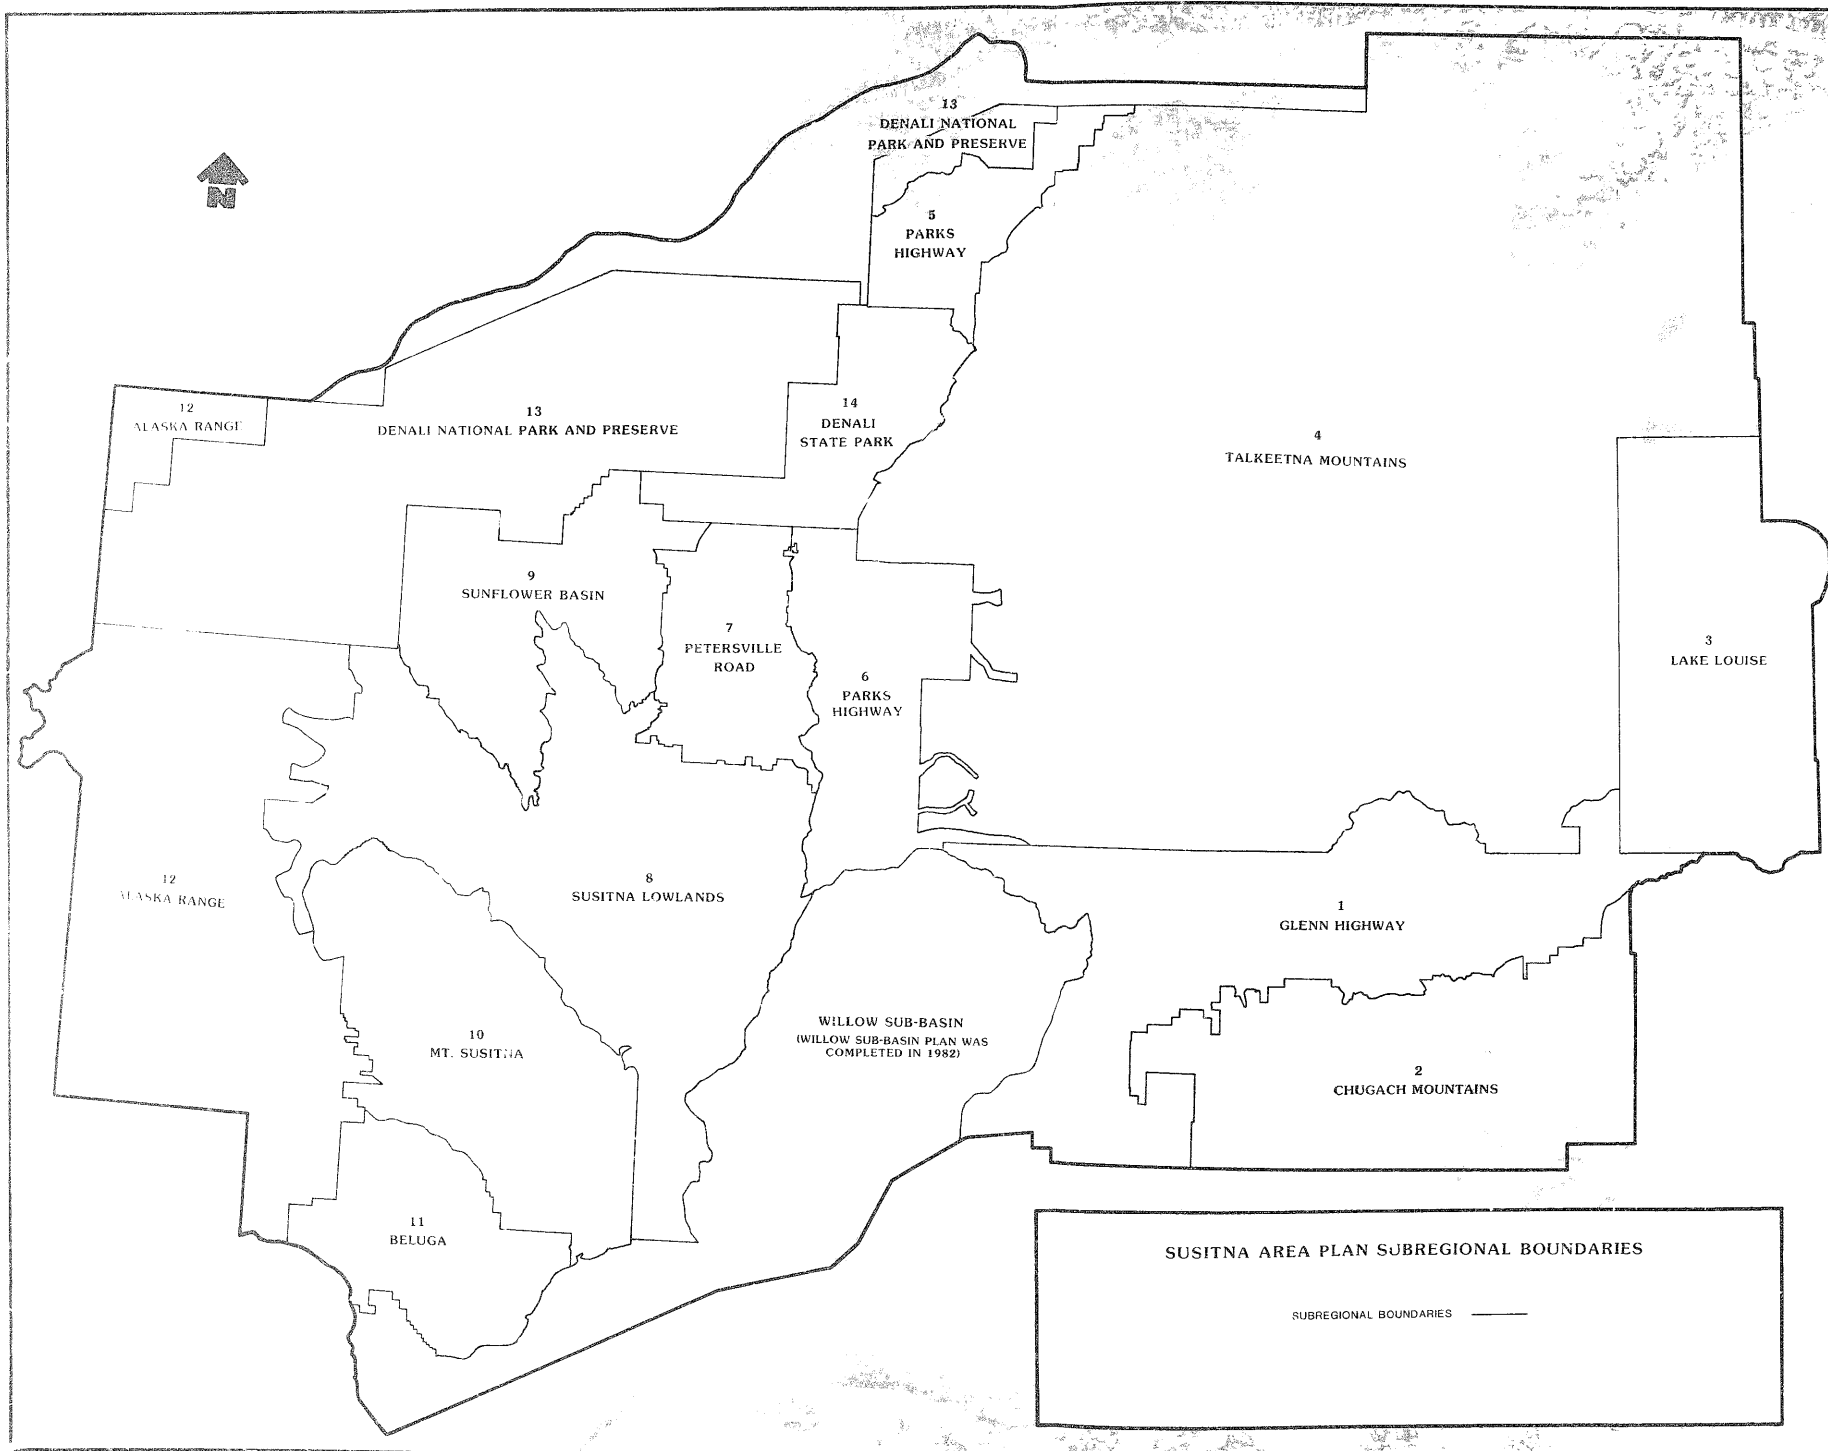 13
DENALI NATIONAL
PARK AND PRESERVE
N
5
PARKS
HIGHWAY
12
ALASKA RANGE
13
DENALI NATIONAL PARK AND PRESERVE
14
DENALI
STATE PARK
4
TALKEETNA MOUNTAINS
9
SUNFLOWER BASIN
7
PETERSVILLE
ROAD
6
PARKS
HIGHWAY
3
LAKE LOUISE
12
ALASKA RANGE
8
SUSITNA LOWLANDS
1
GLENN HIGHWAY
10
MT. SUSITNA
WILLOW SUB-BASIN
(WILLOW SUB-BASIN PLAN WAS
COMPLETED IN 1982)
2
CHUGACH MOUNTAINS
11
BELUGA
SUSITNA AREA PLAN SUBREGIONAL BOUNDARIES
SUBREGIONAL BOUNDARIES